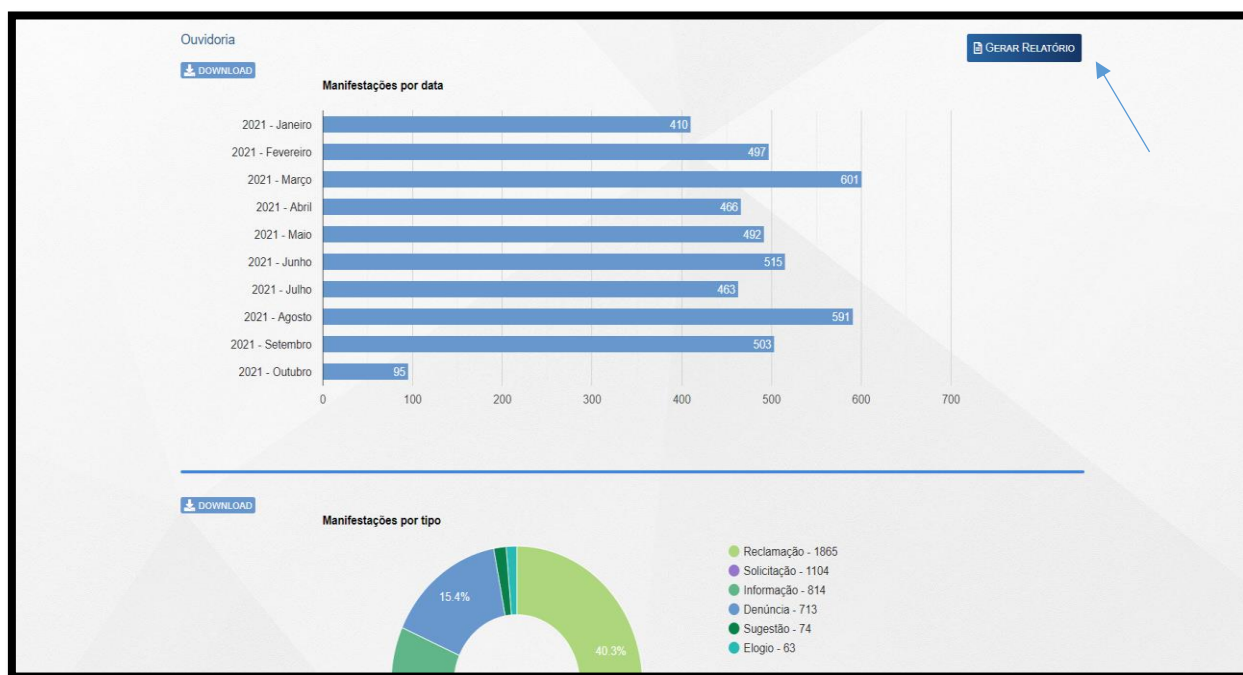 Ouvidoria
GERAR RELATÓRIO
DOWNLOAD
Manifestações por data
2021 - Janeiro 410
2021 - Fevereiro 497
2021 - Março 601
2021 - Abril 466
2021 - Maio 492
2021 - Junho 515
2021 - Julho 463
2021 - Agosto 591
2021 - Setembro 503
2021 - Outubro 95
0 100 200 300 400 500 600 700
DOWNLOAD
Manifestações por tipo
15.4%
40.3%
Reclamação - 1865
Solicitação - 1104
Informação - 814
Denúncia - 713
Sugestão - 74
Elogio - 63